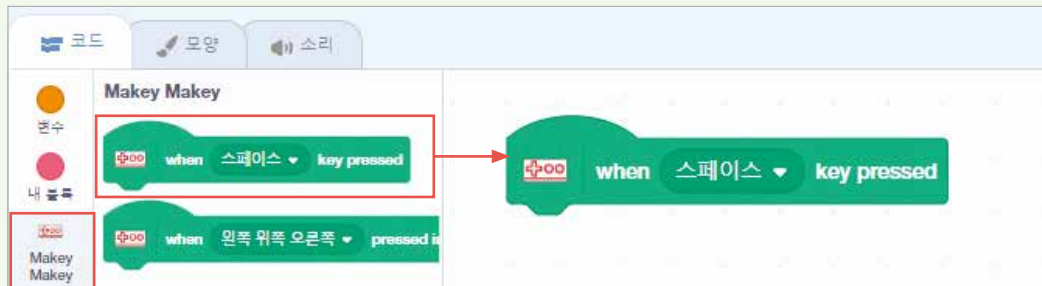 코드 모양 소리
변수
내 블록
Makey
Makey
Makey Makey
when 스페이스 key pressed
when 왼쪽 위쪽 오른쪽 pressed in
when 스페이스 key pressed